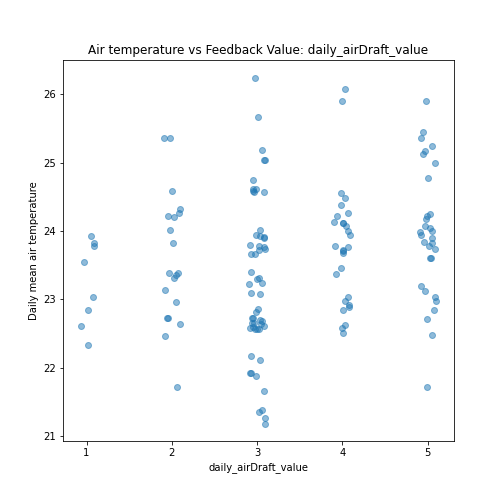 Air temperature vs Feedback Value: daily_airDraft_value
26
25
24
23
22
21
Daily mean air temperature
1 2 3 4 5
daily_airDraft_value